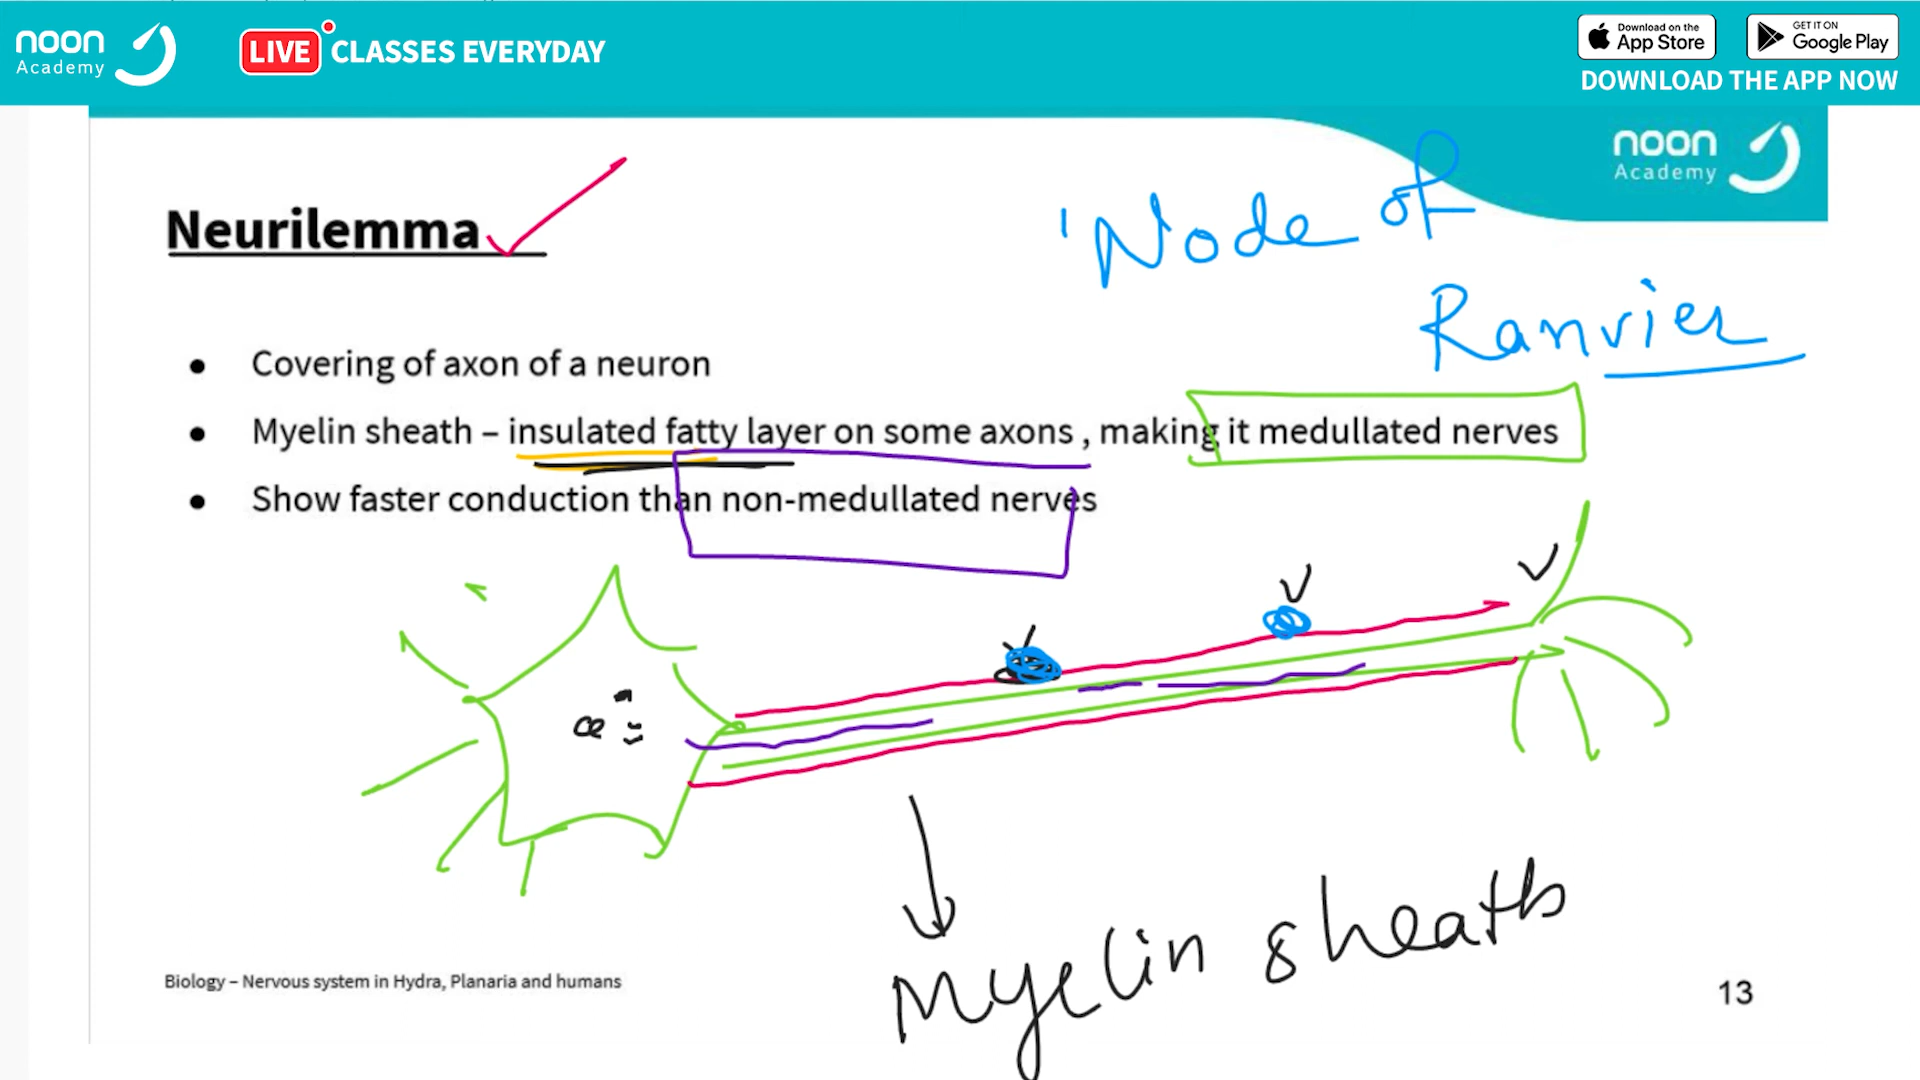 noon
Academy
LIVE CLASSES EVERYDAY
Download on the
App Store
GET IT ON
Google Play
DOWNLOAD THE APP NOW
noon
Academy
Neurilemma
'Node of
Ranvier
● Covering of axon of a neuron
● Myelin sheath – insulated fatty layer on some axons , making it medullated nerves
● Show faster conduction than non-medullated nerves
Myelin sheath
Biology – Nervous system in Hydra, Planaria and humans
13